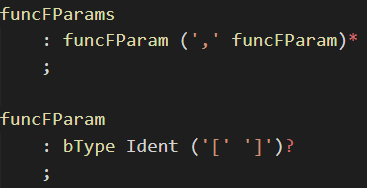 funcFParams
    : funcFParam (',' funcFParam)*
    ;

funcFParam
    : bType Ident ('[' ']')?
    ;